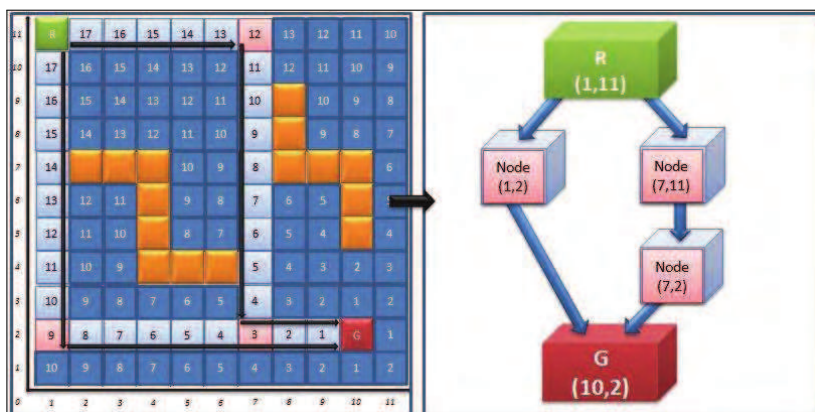 11 R 17 16 15 14 13 12 13 12 11 10
10 17 16 15 14 13 12 11 12 11 10 9
9 16 15 14 13 12 11 10 10 9 8
8 15 14 13 12 11 10 9 9 8 7
7 14 10 9 8 6
6 13 12 11 9 8 7 6 5
5 12 11 10 8 7 6 5 4 4
4 11 10 9 5 4 3 2 3
3 10 9 8 7 6 5 4 3 2 1 2
2 9 8 7 6 5 4 3 2 1 G 1
1 10 9 8 7 6 5 4 3 2 1 2
0 1 2 3 4 5 6 7 8 9 10 11
R
(1,11)
Node
(1,2)
Node
(7,11)
Node
(7,2)
G
(10,2)